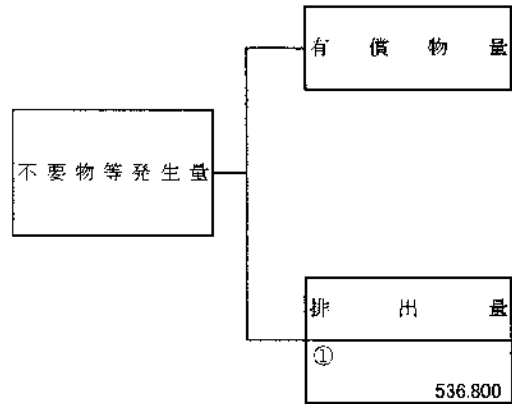 有償物量
不要物等発生量
排出量
①
536.800